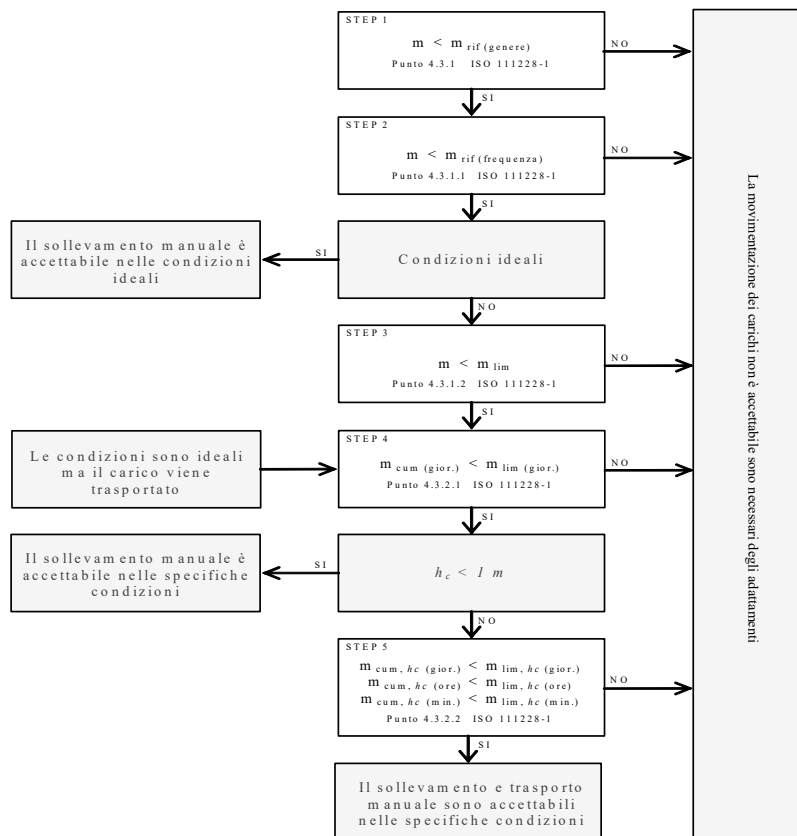 STEP 1
m < m rif (genere)
Punto 4.3.1 ISO 111228-1
NO
SI
STEP 2
m < m rif (frequenza)
Punto 4.3.1.1 ISO 111228-1
NO
SI
Il sollevamento manuale è
accettabile nelle condizioni
ideali
SI
Condizioni ideali
NO
STEP 3
m < m lim
Punto 4.3.1.2 ISO 111228-1
NO
SI
Le condizioni sono ideali
ma il carico viene
trasportato
STEP 4
m cum (gior.) < m lim (gior.)
Punto 4.3.2.1 ISO 111228-1
NO
SI
Il sollevamento manuale è
accettabile nelle specifiche
condizioni
SI
hc < 1 m
NO
STEP 5
m cum, hc (gior.) < m lim, hc (gior.)
m cum, hc (ore) < m lim, hc (ore)
m cum, hc (min.) < m lim, hc (min.)
Punto 4.3.2.2 ISO 111228-1
NO
SI
Il sollevamento e trasporto
manuale sono accettabili
nelle specifiche condizioni
La movimentazione dei carichi non è accettabile sono necessari degli adattamenti